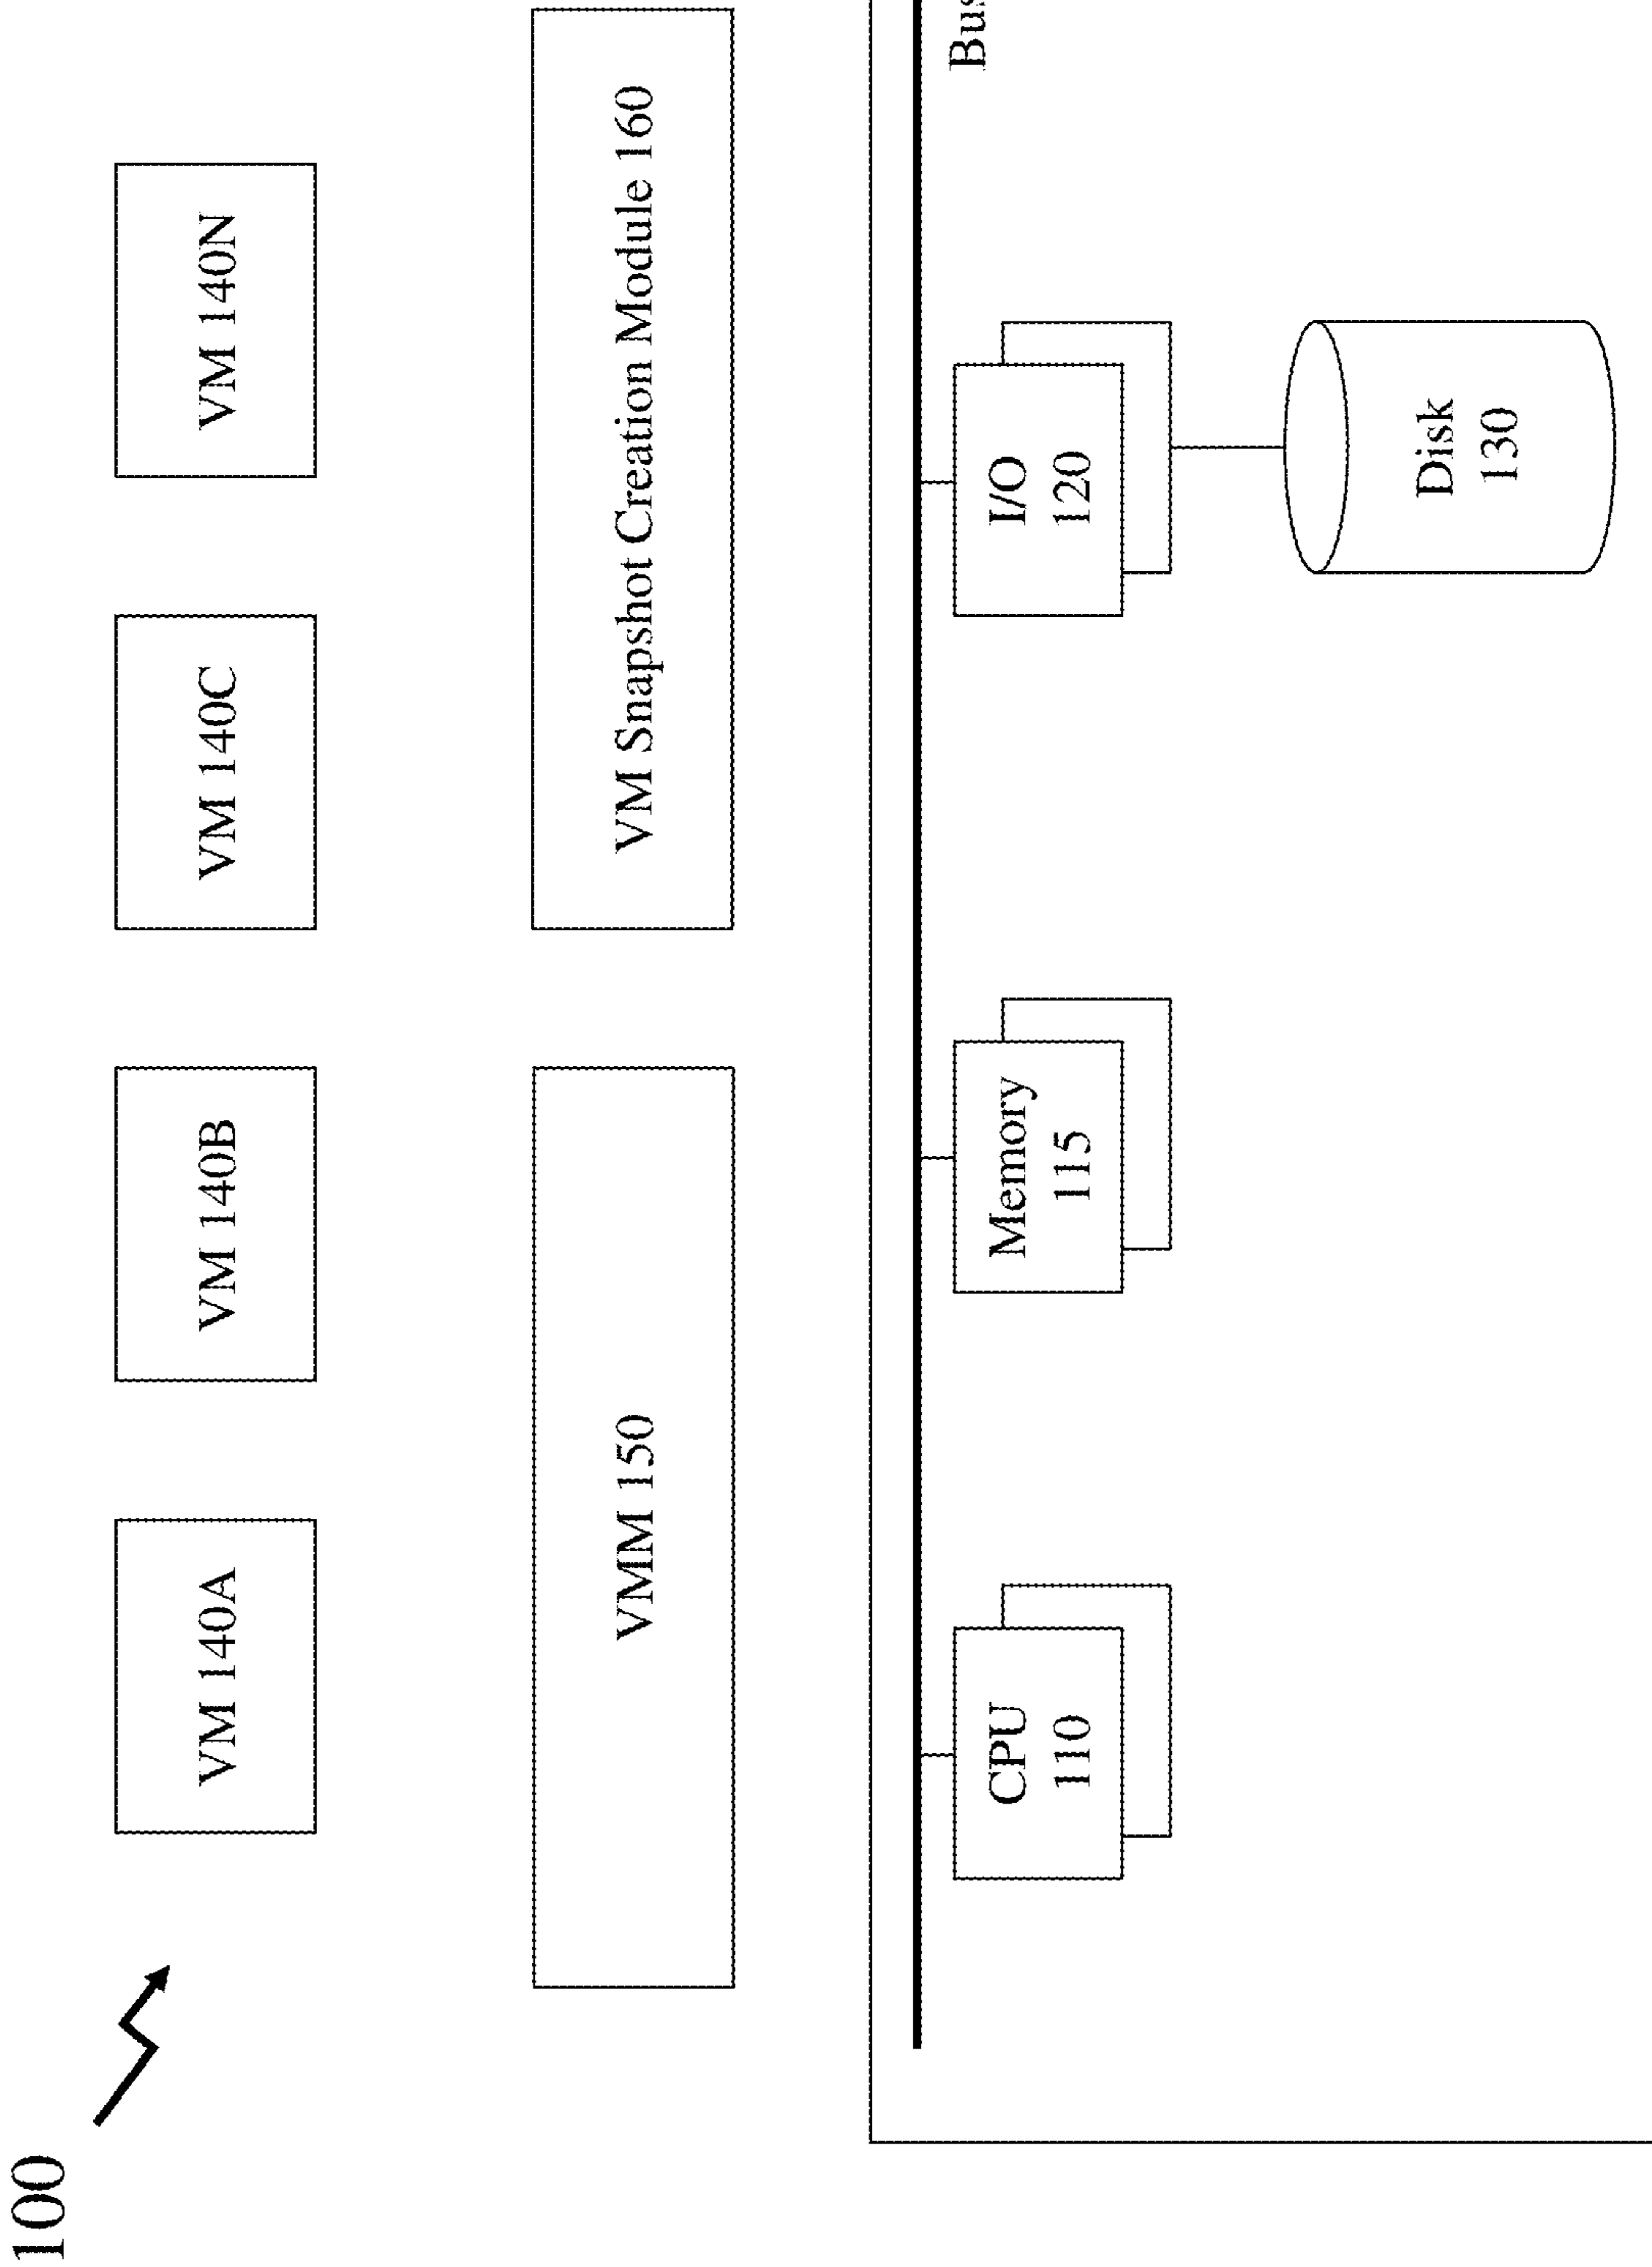 100
VM 140A
VM 140B
VM 140C
VM 140N
VMM 150
VM Snapshot Creation Module 160
CPU
110
Memory
115
I/O
120
Bus
Disk
130